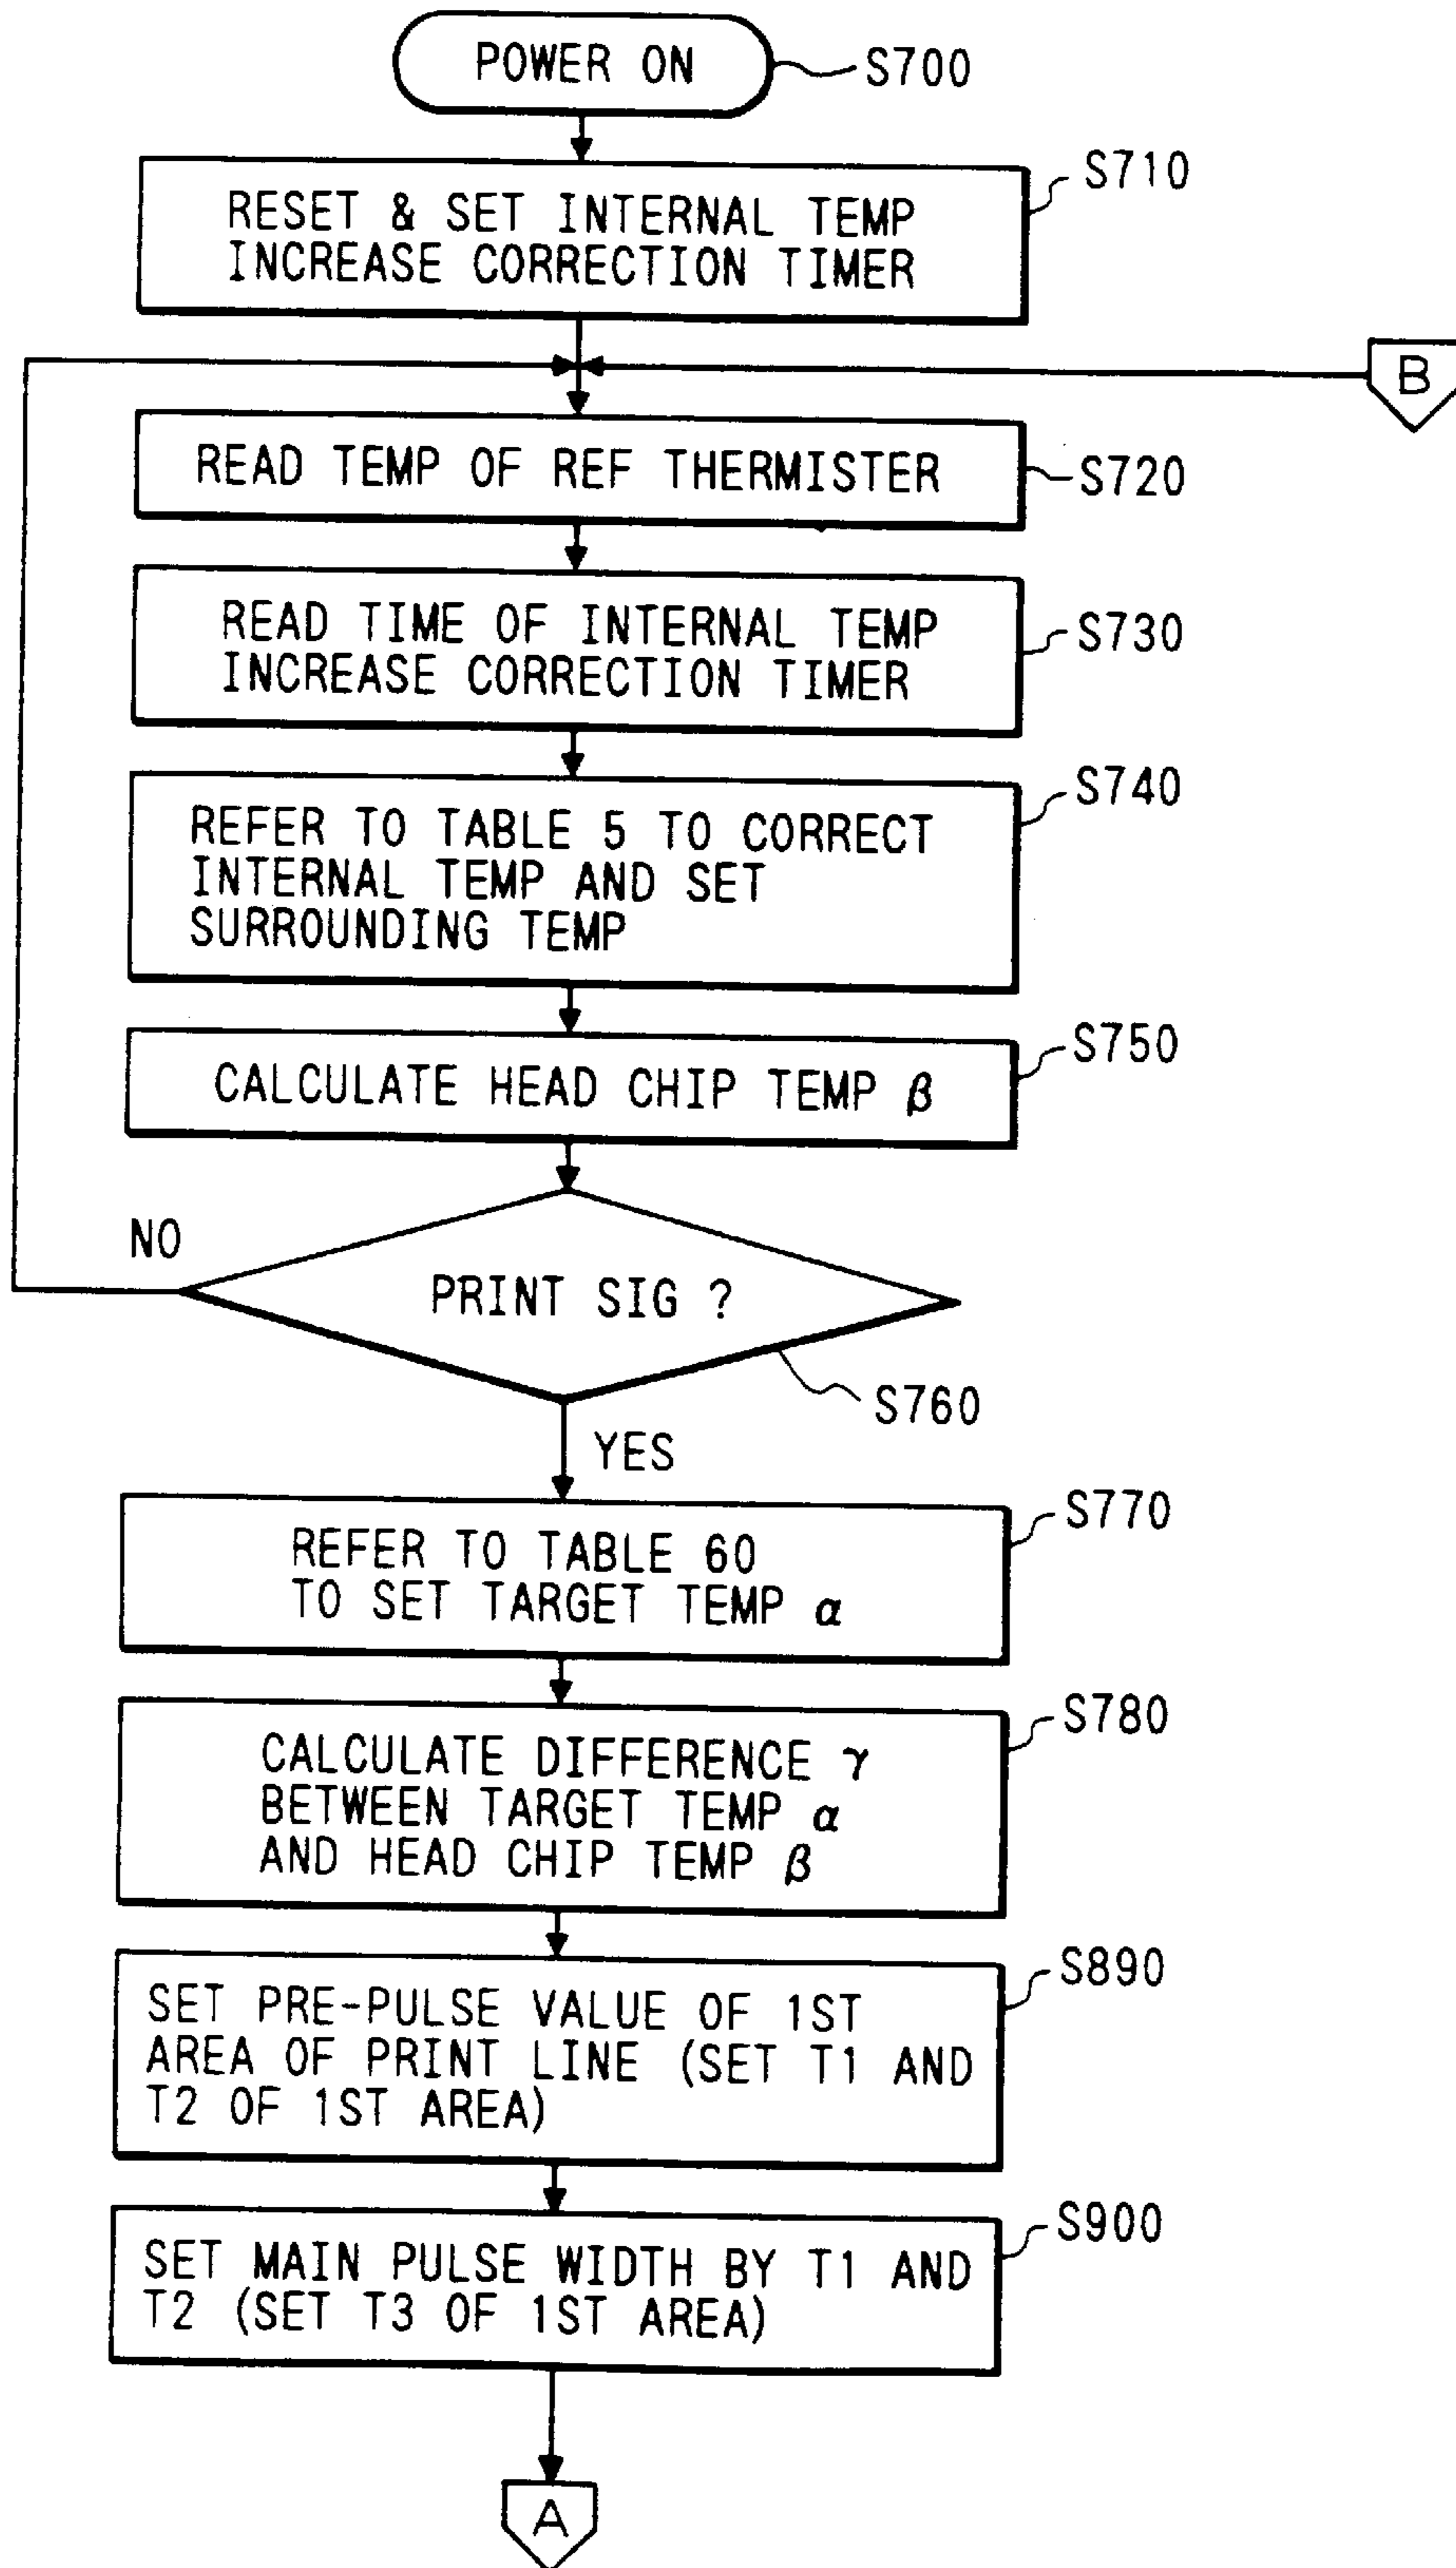 POWER ON
S700
S710
RESET & SET INTERNAL TEMP
INCREASE CORRECTION TIMER
B
READ TEMP OF REF THERMISTER
S720
READ TIME OF INTERNAL TEMP
INCREASE CORRECTION TIMER
S730
S740
REFER TO TABLE 5 TO CORRECT
INTERNAL TEMP AND SET
SURROUNDING TEMP
S750
CALCULATE HEAD CHIP TEMP β
NO
PRINT SIG ?
S760
YES
S770
REFER TO TABLE 60
TO SET TARGET TEMP α
S780
CALCULATE DIFFERENCE γ
BETWEEN TARGET TEMP α
AND HEAD CHIP TEMP β
S890
SET PRE-PULSE VALUE OF 1ST
AREA OF PRINT LINE (SET T1 AND
T2 OF 1ST AREA)
S900
SET MAIN PULSE WIDTH BY T1 AND
T2 (SET T3 OF 1ST AREA)
A